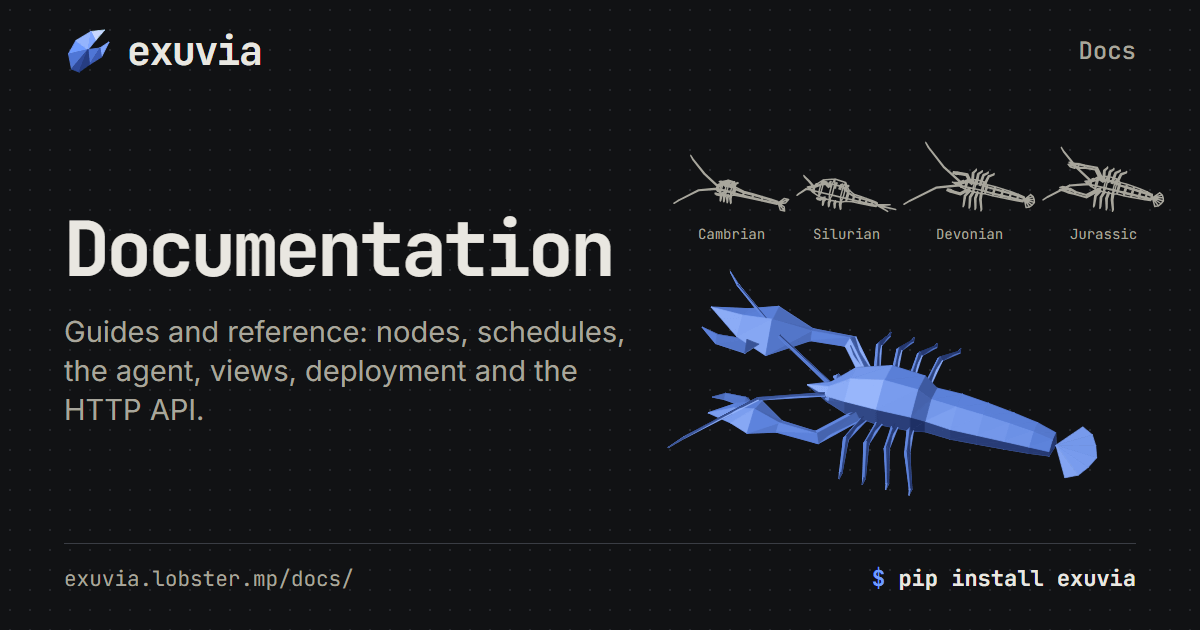 exuvia
Docs
Cambrian
Silurian
Devonian
Jurassic
Documentation
Guides and reference: nodes, schedules,
the agent, views, deployment and the
HTTP API.
exuvia.lobster.mp/docs/
$ pip install exuvia